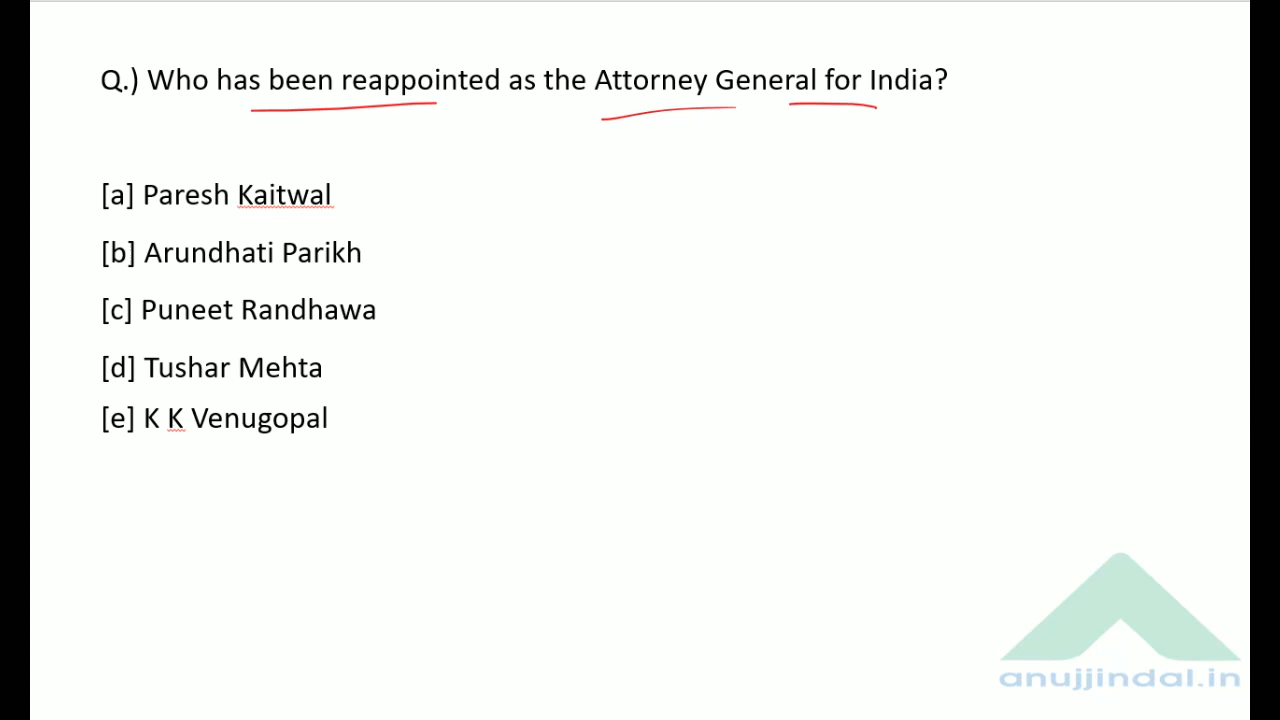 Q.) Who has been reappointed as the Attorney General for India?
[a] Paresh Kaitwal
[b] Arundhati Parikh
[c] Puneet Randhawa
[d] Tushar Mehta
[e] K K Venugopal
anujjindal.in